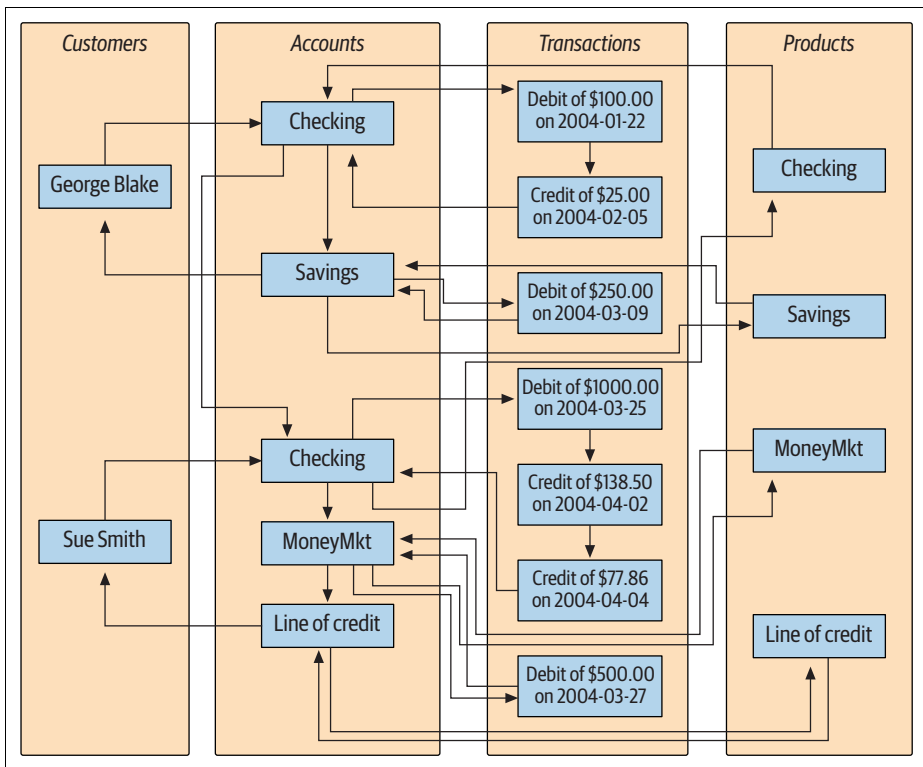 Customers
Accounts
Transactions
Products
George Blake
Sue Smith
Checking
Savings
Checking
MoneyMkt
Line of credit
Debit of $100.00
on 2004-01-22
Credit of $25.00
on 2004-02-05
Debit of $250.00
on 2004-03-09
Debit of $1000.00
on 2004-03-25
Credit of $138.50
on 2004-04-02
Credit of $77.86
on 2004-04-04
Debit of $500.00
on 2004-03-27
Checking
Savings
MoneyMkt
Line of credit